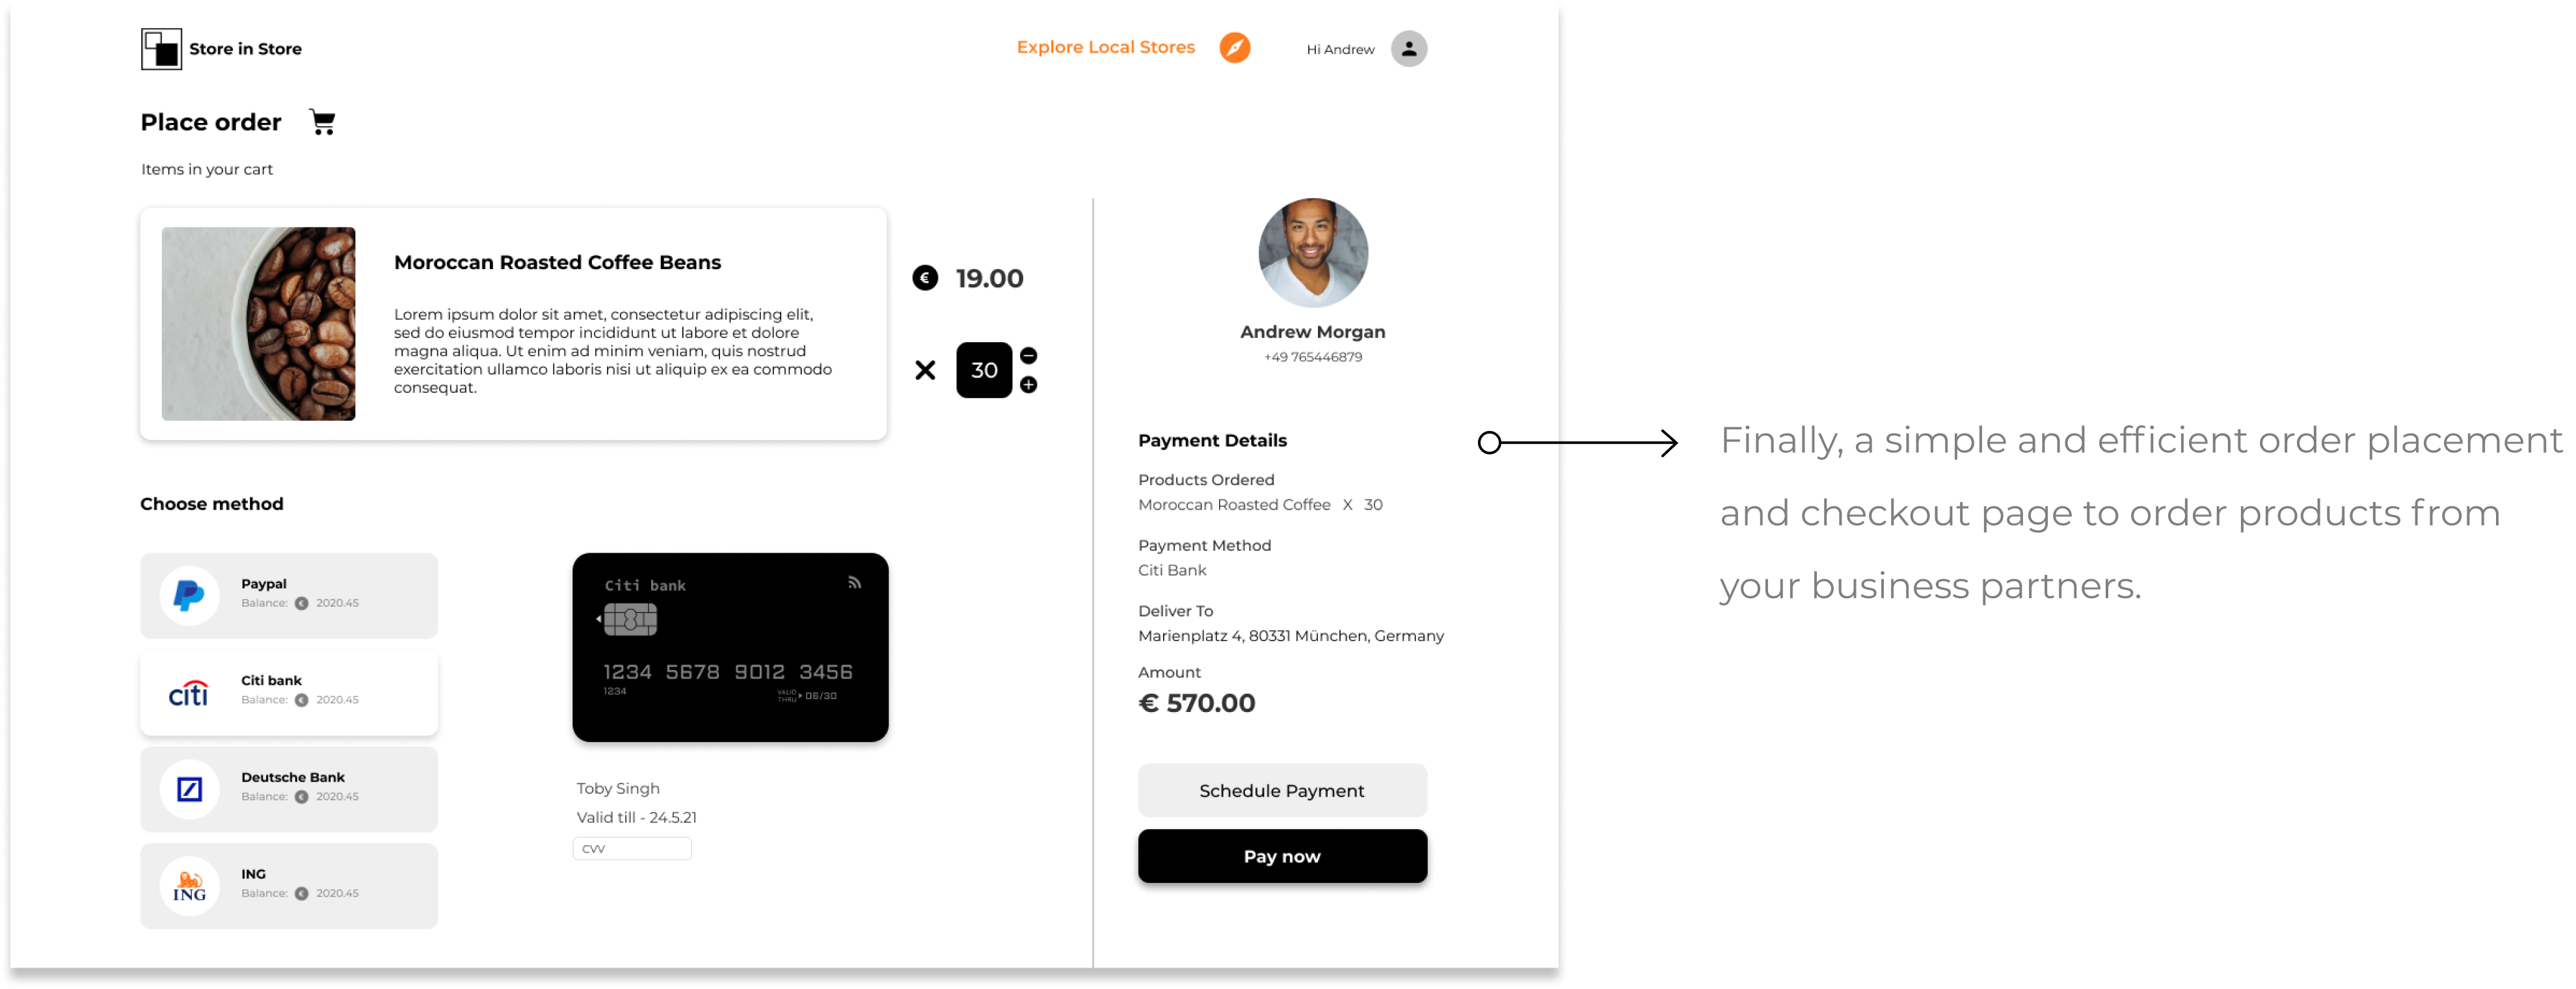 Store in Store
Explore Local Stores
Hi Andrew
Place order
Items in your cart
Moroccan Roasted Coffee Beans
Lorem ipsum dolor sit amet, consectetur adipiscing elit,
sed do eiusmod tempor incididunt ut labore et dolore
magna aliqua. Ut enim ad minim veniam, quis nostrud
exercitation ullamco laboris nisi ut aliquip ex ea commodo
consequat.
€ 19.00
30
Choose method
Paypal
Balance: € 2020.45
citi
Citi bank
Balance: € 2020.45
Deutsche Bank
Balance: € 2020.45
ING
ING
Balance: € 2020.45
Citi bank
1234 5678 9012 3456
1234
VALID
THRU
06/30
Toby Singh
Valid till - 24.5.21
CVV
Andrew Morgan
+49 765446879
Payment Details
Products Ordered
Moroccan Roasted Coffee X 30
Payment Method
Citi Bank
Deliver To
Marienplatz 4, 80331 München, Germany
Amount
€ 570.00
Schedule Payment
Pay now
Finally, a simple and efficient order placement
and checkout page to order products from
your business partners.